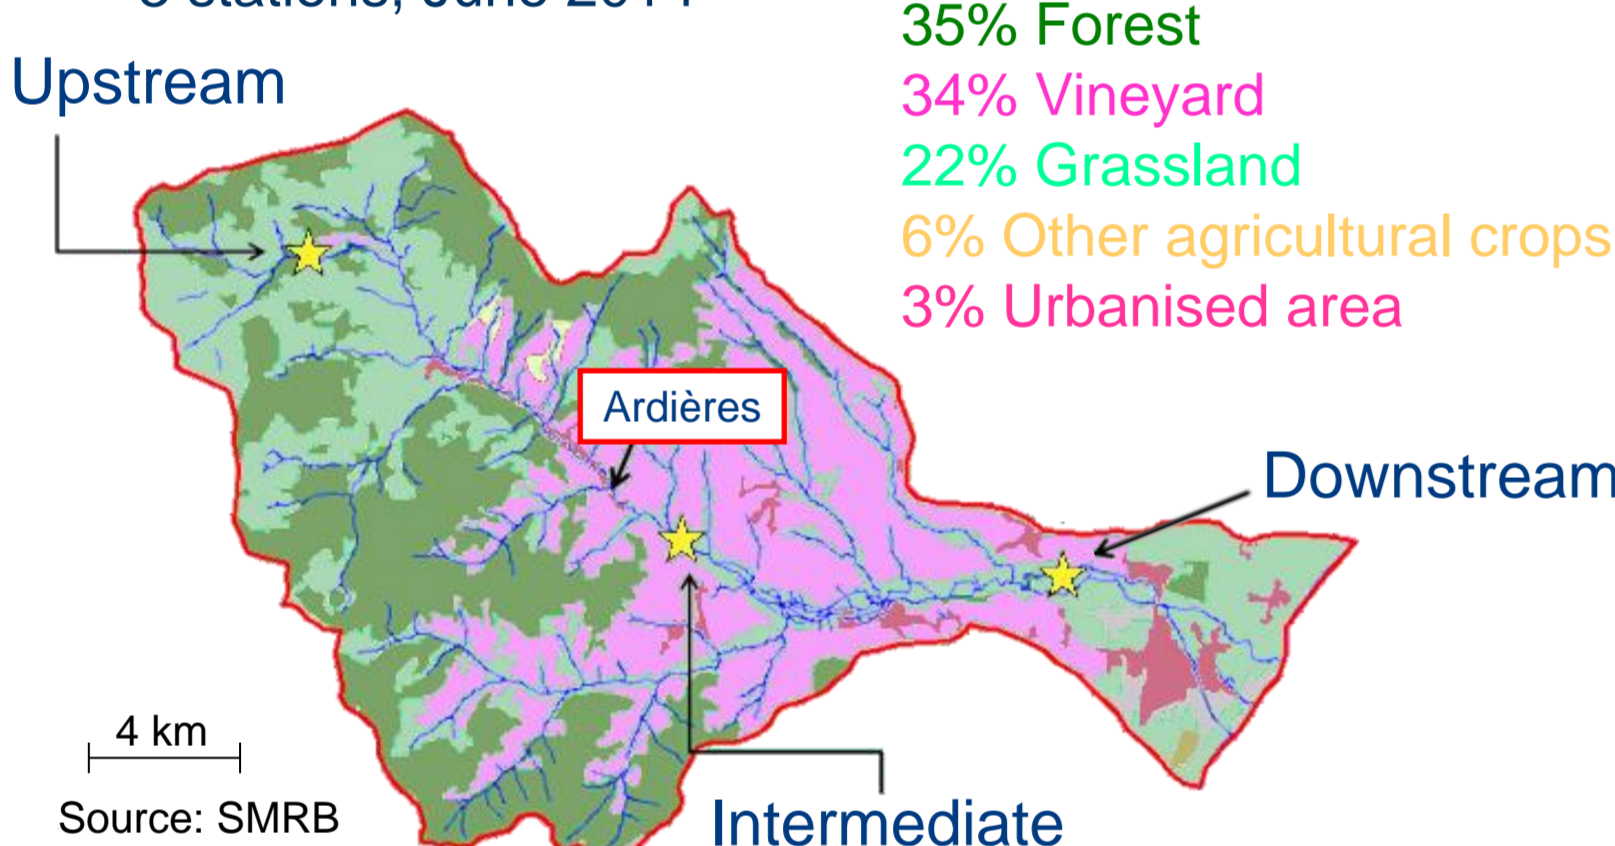 35% Forest
Upstream
34% Vineyard
22% Grassland
6% Other agricultural crops
3% Urbanised area
Ardières
Downstream
4 km
Source: SMRB
Intermediate